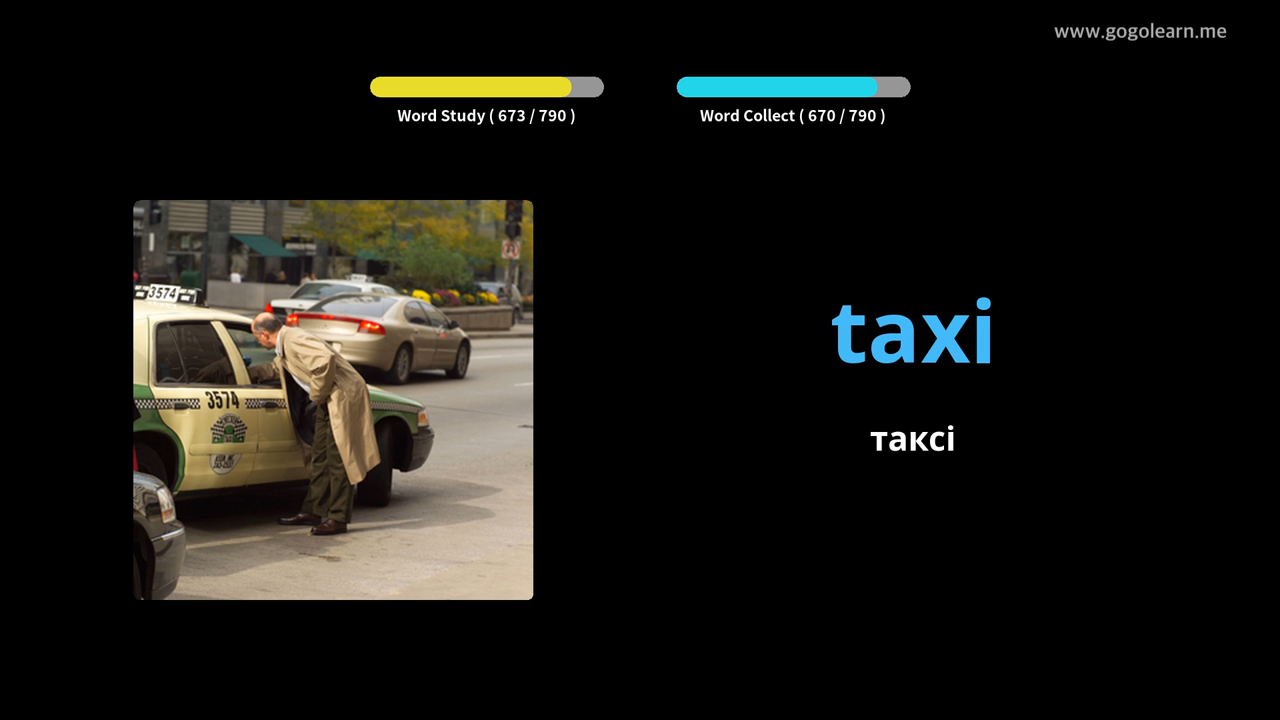 www.gogolearn.me
Word Study ( 673 / 790 )
Word Collect ( 670 / 790 )
3574
3574
taxi
таксі